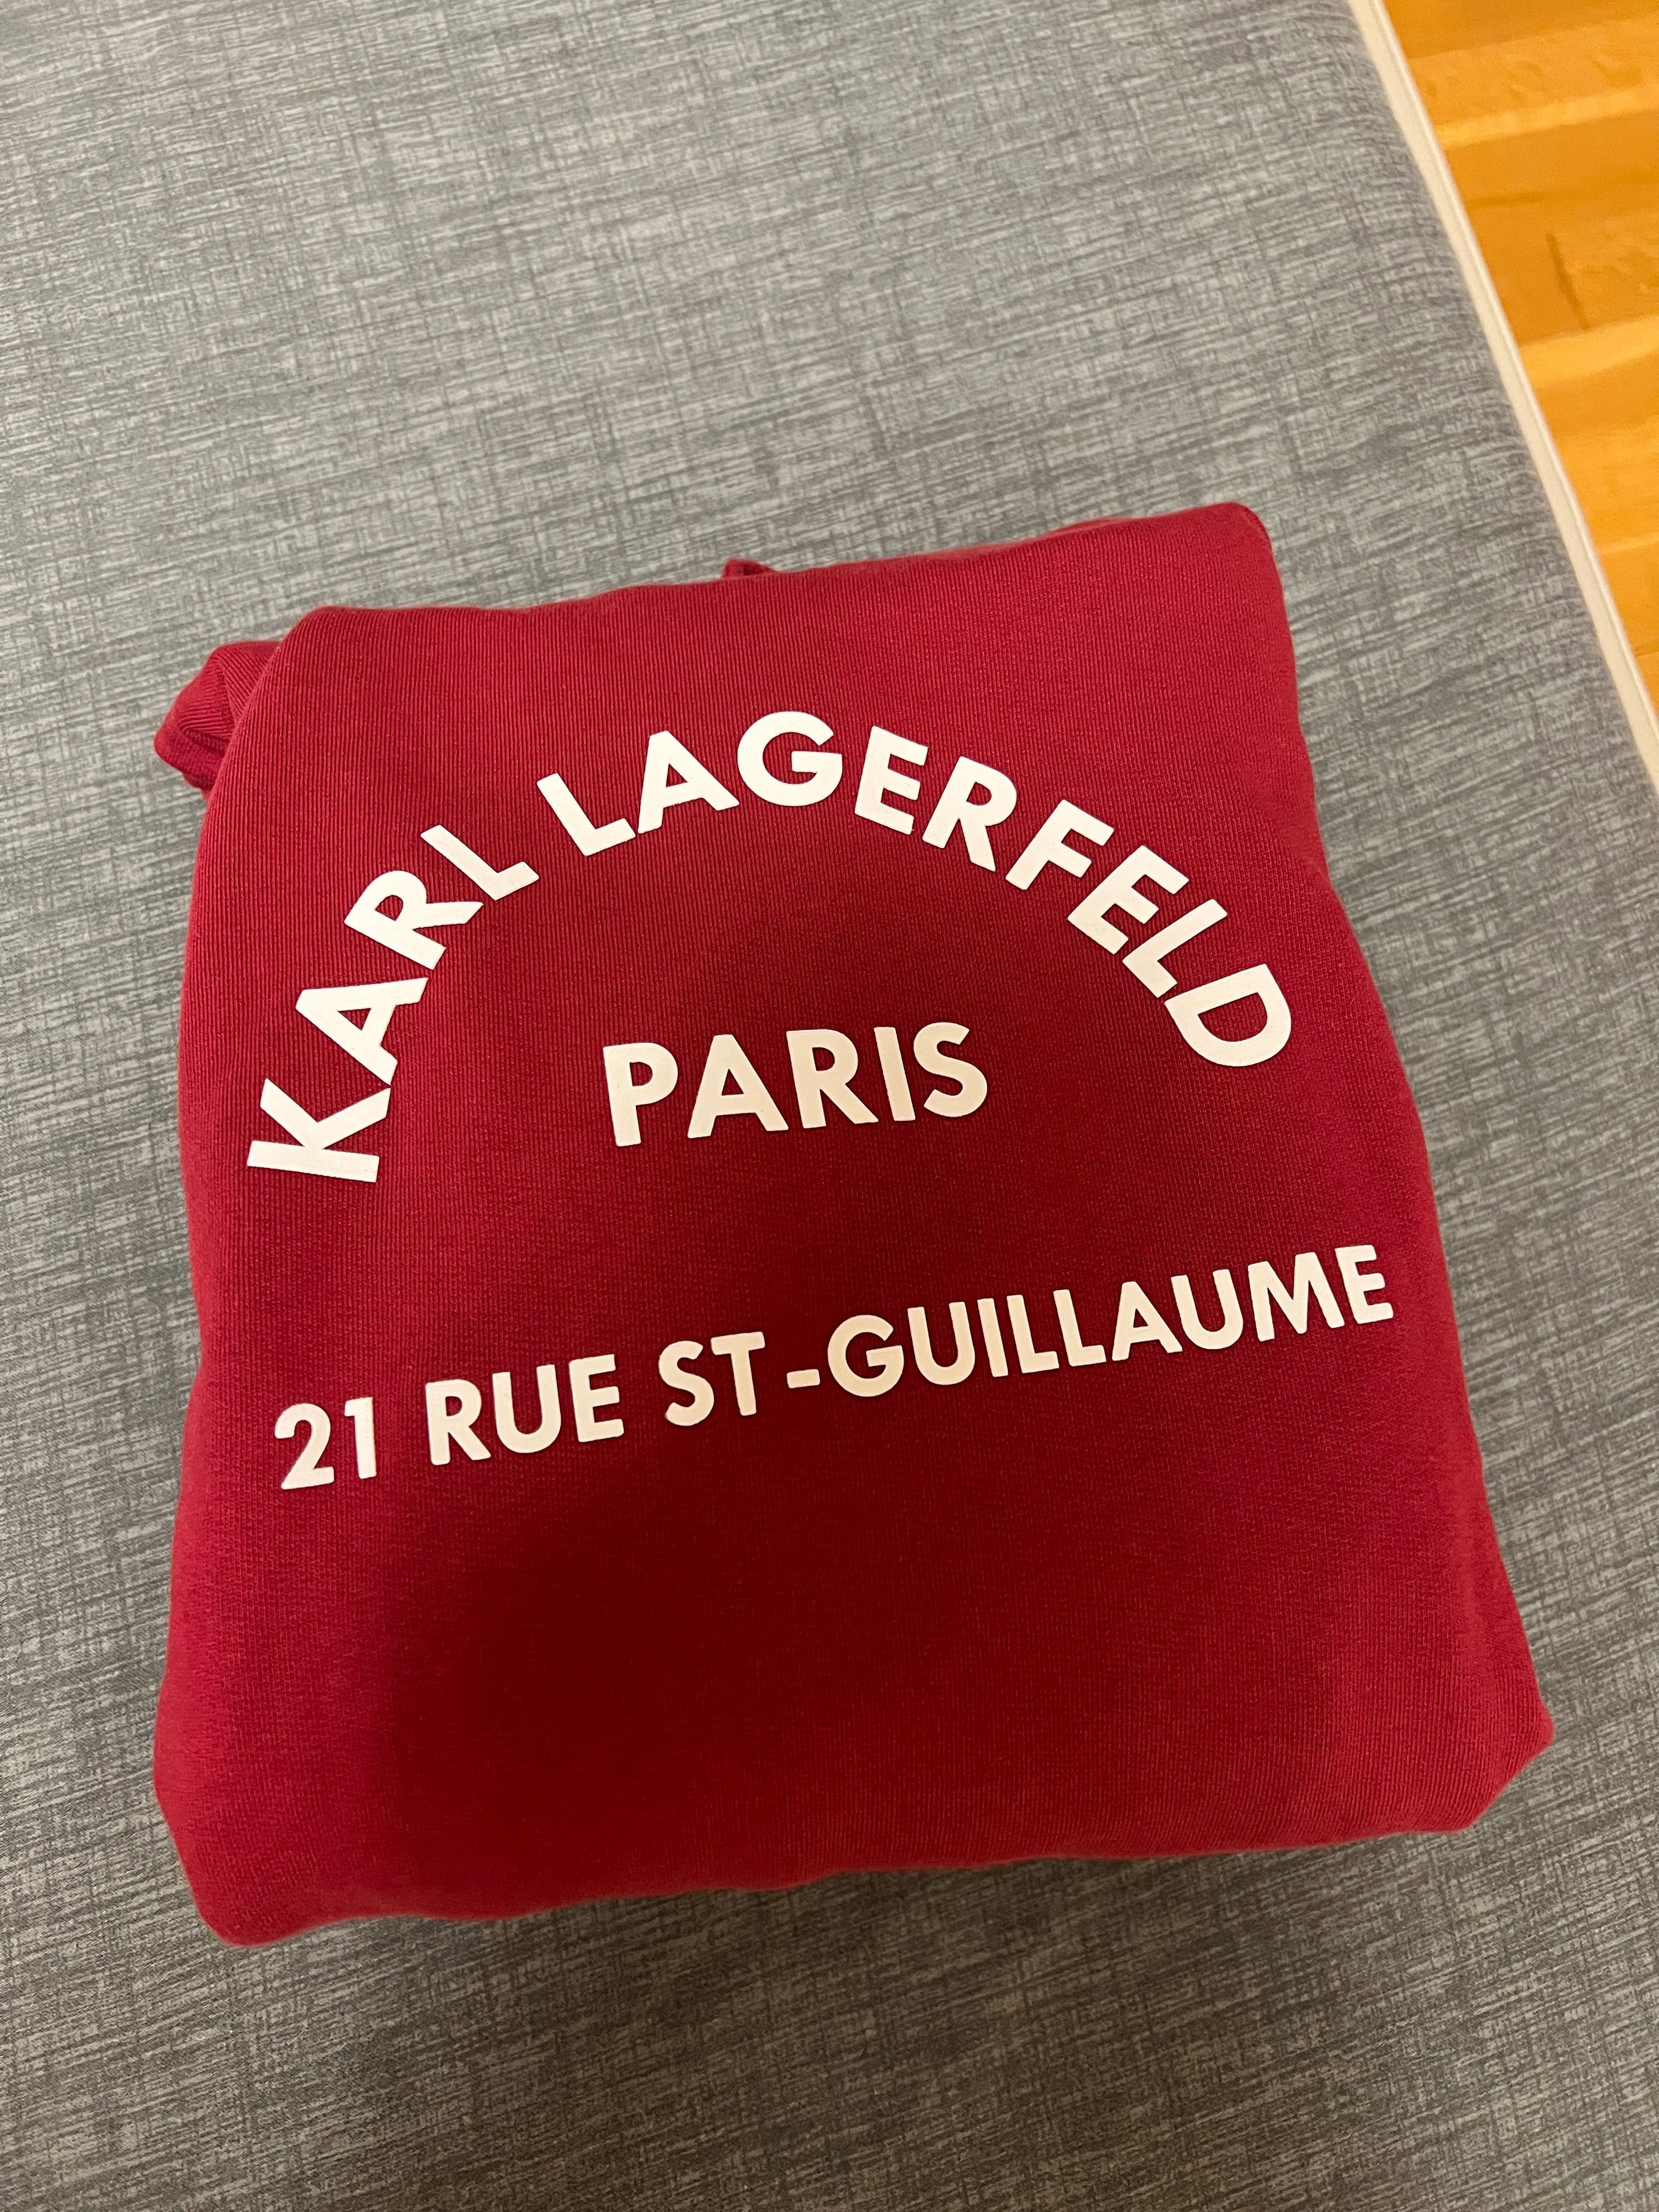 KARL LAGERFELD
PARIS
21 RUE ST-GUILLAUME